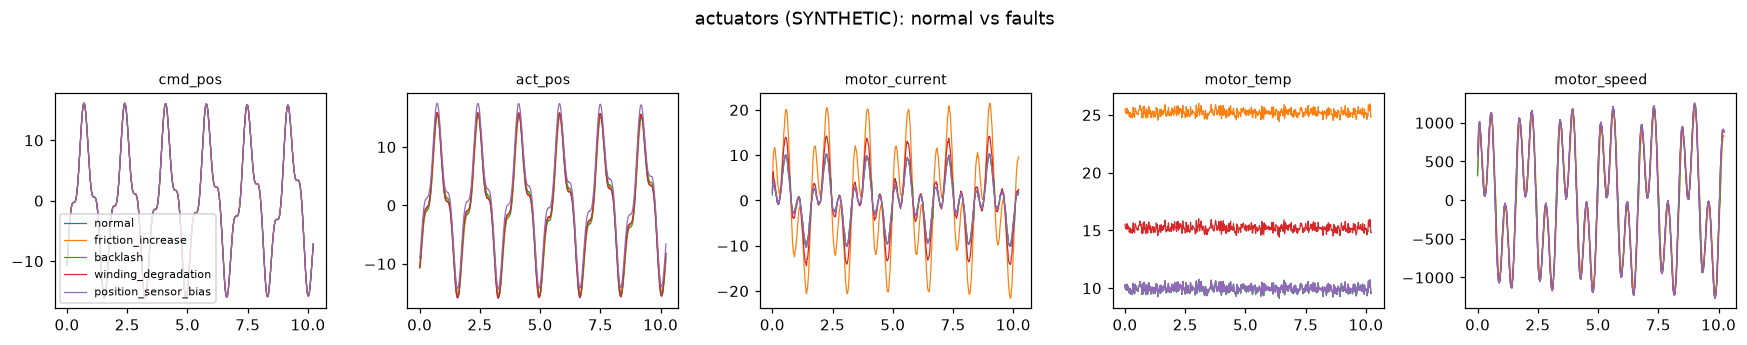 actuators (SYNTHETIC): normal vs faults
cmd_pos
10
0
−10
normal
friction_increase
backlash
winding_degradation
position_sensor_bias
0.0 2.5 5.0 7.5 10.0
act_pos
10
0
−10
0.0 2.5 5.0 7.5 10.0
motor_current
20
10
0
−10
−20
0.0 2.5 5.0 7.5 10.0
motor_temp
25
20
15
10
0.0 2.5 5.0 7.5 10.0
motor_speed
1000
500
0
−500
−1000
0.0 2.5 5.0 7.5 10.0